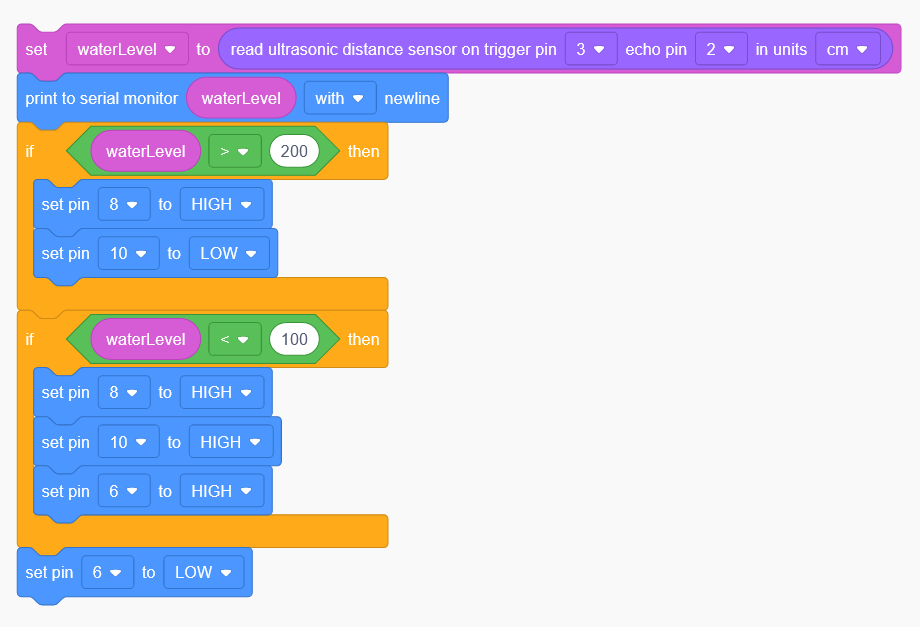 set waterLevel to read ultrasonic distance sensor on trigger pin 3 echo pin 2 in units cm
print to serial monitor waterLevel with newline
if waterLevel > 200 then
set pin 8 to HIGH
set pin 10 to LOW
if waterLevel < 100 then
set pin 8 to HIGH
set pin 10 to HIGH
set pin 6 to HIGH
set pin 6 to LOW